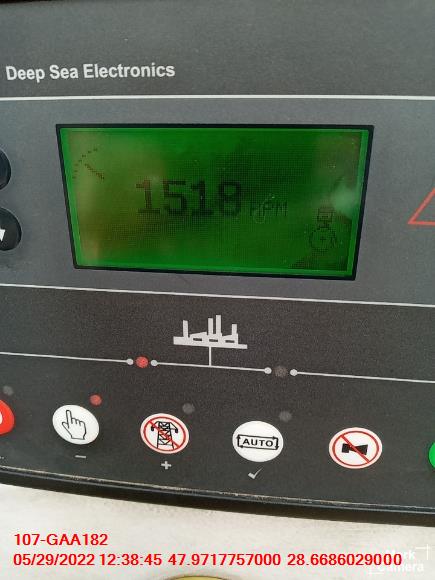 Deep Sea Electronics
1518 RPM
AUTO
107-GAA182
05/29/2022 12:38:45 47.9717757000 28.6686029000